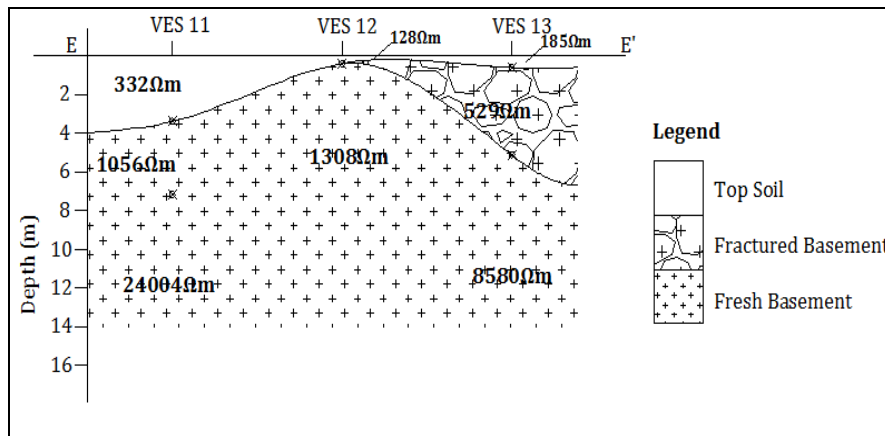 VES 11 VES 12 VES 13
E 128Ωm 185Ωm E'
332Ωm
2
4
529Ωm
1056Ωm 1308Ωm
6
8
10
24004Ωm 8580Ωm
12
14
16
Depth (m)
Legend
Top Soil
Fractured Basement
Fresh Basement